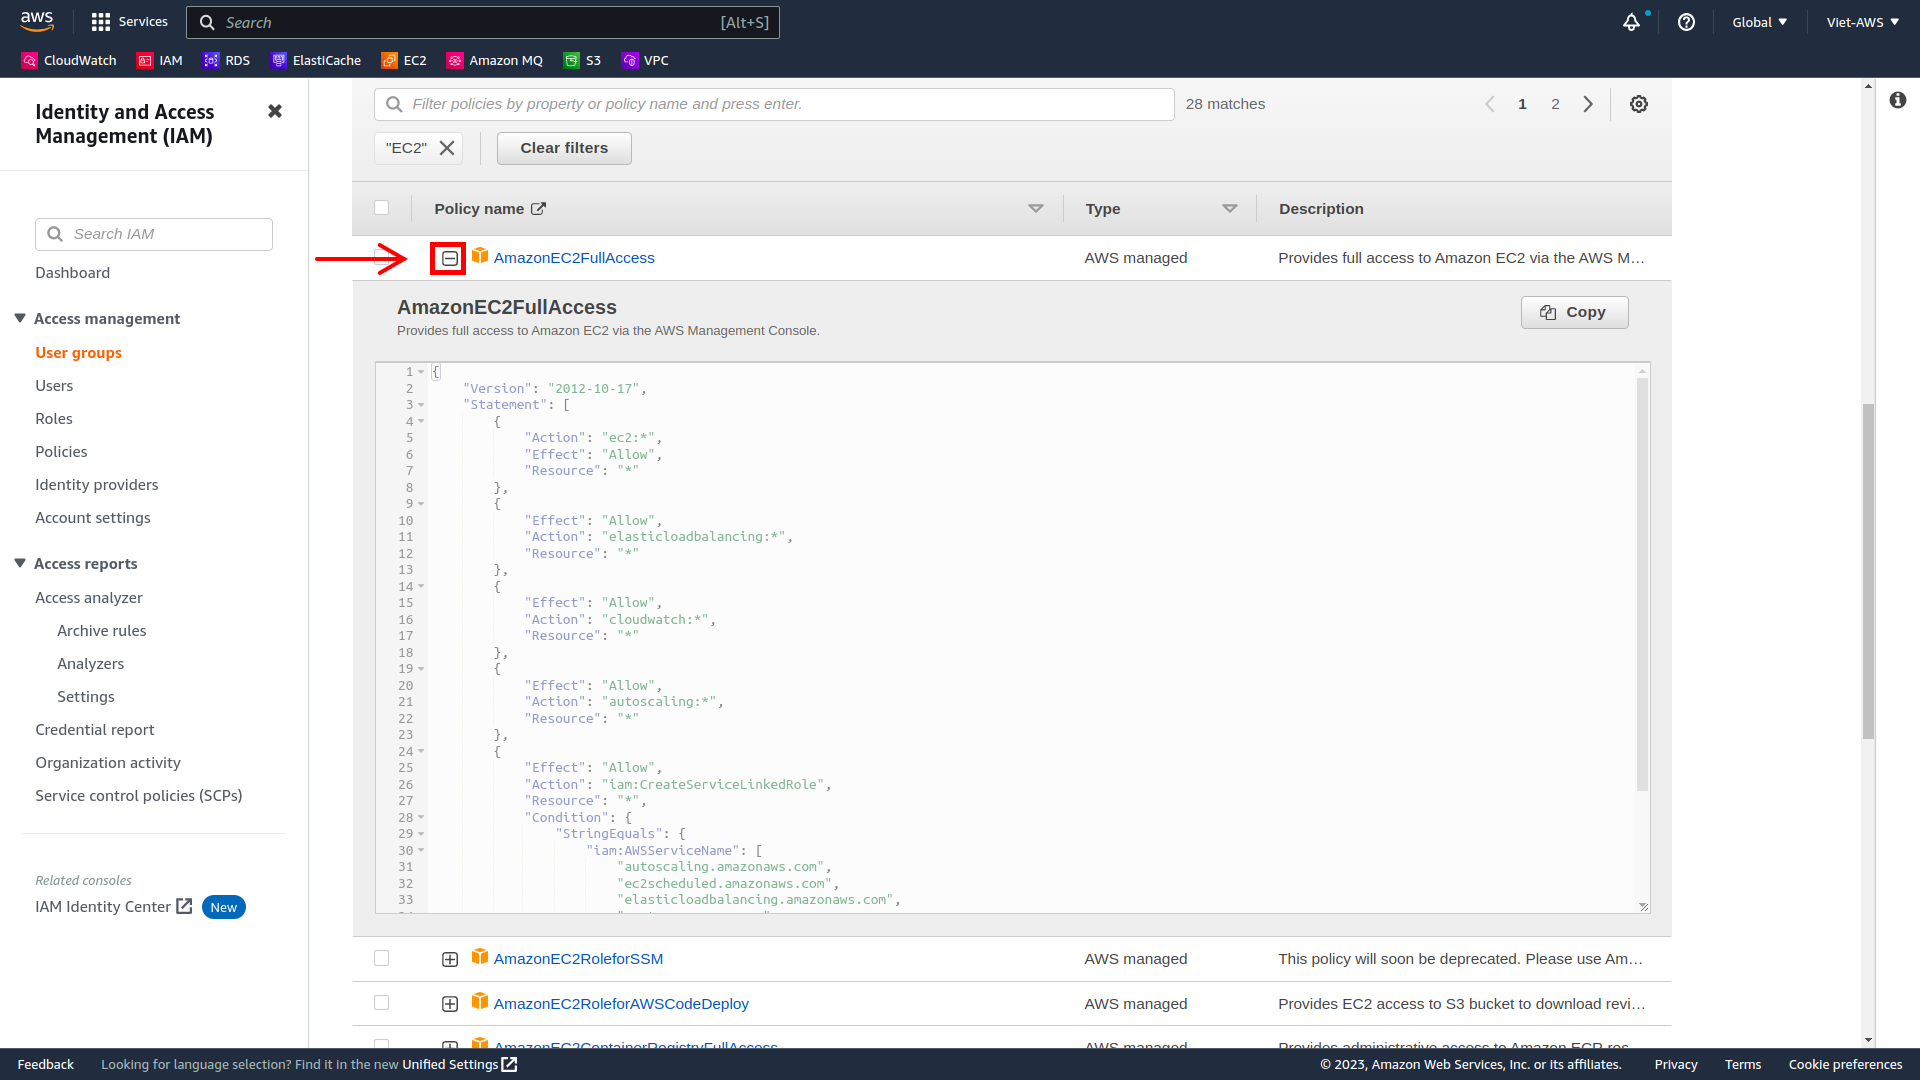 aws
Services
Search [Alt+S]
Global
Viet-AWS
CloudWatch IAM RDS ElastiCache EC2 Amazon MQ S3 VPC
Identity and Access
Management (IAM)
Search IAM
Dashboard
Access management
User groups
Users
Roles
Policies
Identity providers
Account settings
Access reports
Access analyzer
Archive rules
Analyzers
Settings
Credential report
Organization activity
Service control policies (SCPs)
Related consoles
IAM Identity Center New
Filter policies by property or policy name and press enter. 28 matches 1 2
"EC2" Clear filters
Policy name Type Description
AmazonEC2FullAccess AWS managed Provides full access to Amazon EC2 via the AWS M…
AmazonEC2FullAccess
Provides full access to Amazon EC2 via the AWS Management Console.
Copy
1 {
2 "Version": "2012-10-17",
3 "Statement": [
4 {
5 "Action": "ec2:*",
6 "Effect": "Allow",
7 "Resource": "*"
8 },
9 {
10 "Effect": "Allow",
11 "Action": "elasticloadbalancing:*",
12 "Resource": "*"
13 },
14 {
15 "Effect": "Allow",
16 "Action": "cloudwatch:*",
17 "Resource": "*"
18 },
19 {
20 "Effect": "Allow",
21 "Action": "autoscaling:*",
22 "Resource": "*"
23 },
24 {
25 "Effect": "Allow",
26 "Action": "iam:CreateServiceLinkedRole",
27 "Resource": "*",
28 "Condition": {
29 "StringEquals": {
30 "iam:AWSServiceName": [
31 "autoscaling.amazonaws.com",
32 "ec2scheduled.amazonaws.com",
33 "elasticloadbalancing.amazonaws.com",
AmazonEC2RoleforSSM AWS managed This policy will soon be deprecated. Please use Am…
AmazonEC2RoleforAWSCodeDeploy AWS managed Provides EC2 access to S3 bucket to download revi…
AmazonEC2ContainerRegistryFullAccess AWS managed Provides administrative access to Amazon ECR res…
Feedback Looking for language selection? Find it in the new Unified Settings
© 2023, Amazon Web Services, Inc. or its affiliates. Privacy Terms Cookie preferences